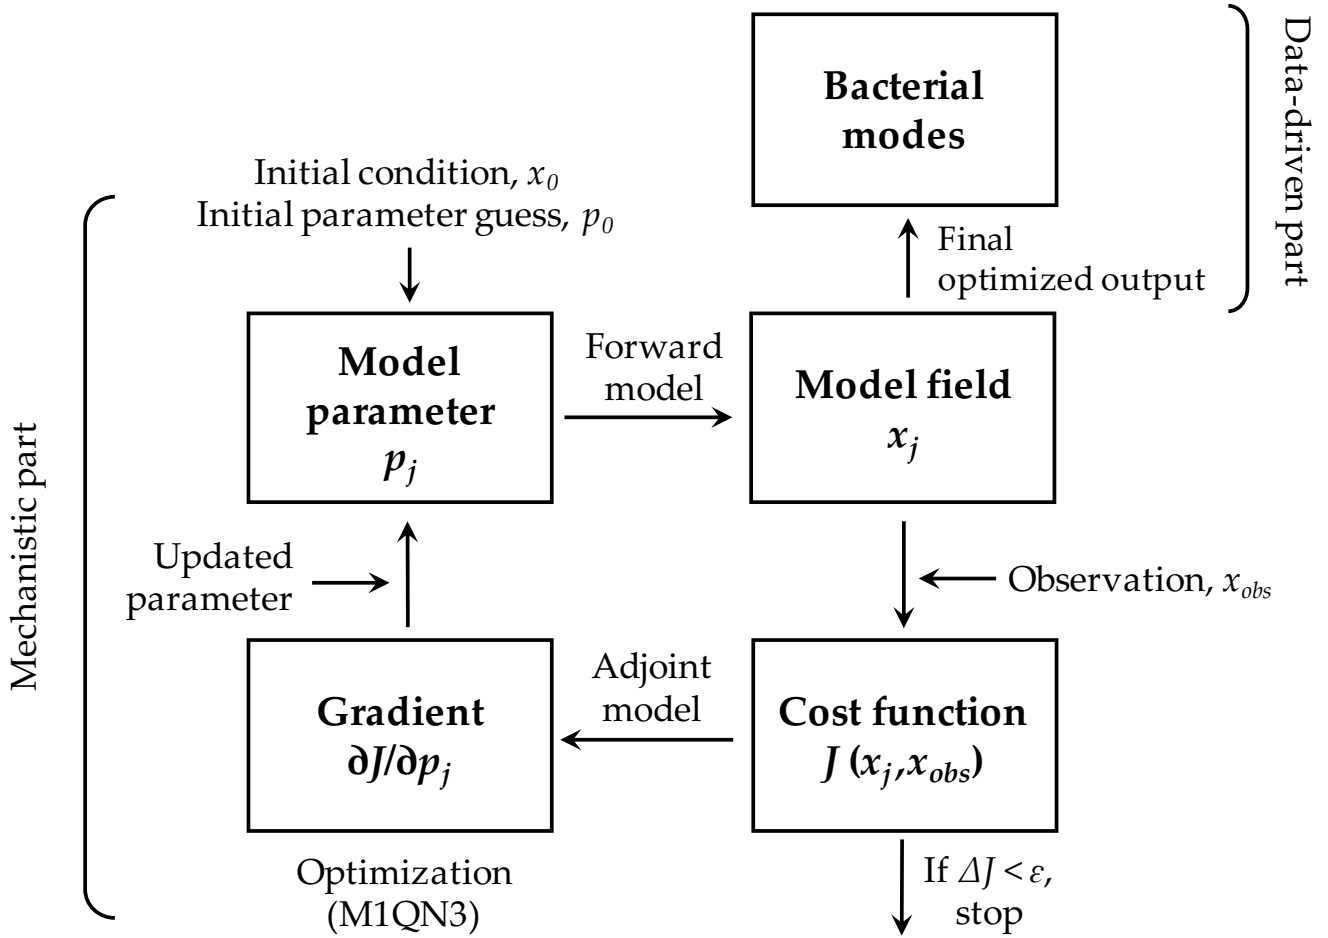 Bacterial
modes
Data-driven part
Initial condition, x0
Initial parameter guess, p0
Final
optimized output
Mechanistic part
Model
parameter
pj
Forward
model
Model field
xj
Updated
parameter
Observation, xobs
Gradient
∂J/∂pj
Adjoint
model
Cost function
J (xj,xobs)
Optimization
(M1QN3)
If ΔJ < ε,
stop